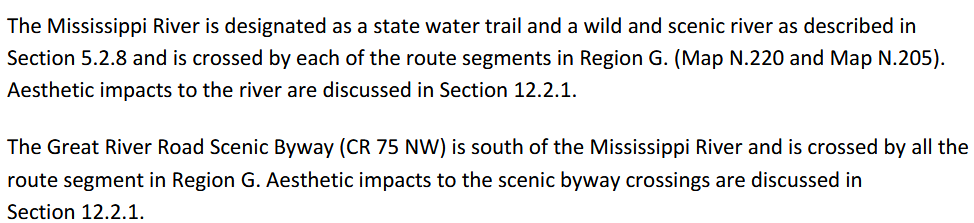 The Mississippi River is designated as a state water trail and a wild and scenic river as described in
Section 5.2.8 and is crossed by each of the route segments in Region G. (Map N.220 and Map N.205).
Aesthetic impacts to the river are discussed in Section 12.2.1.
The Great River Road Scenic Byway (CR 75 NW) is south of the Mississippi River and is crossed by all the
route segment in Region G. Aesthetic impacts to the scenic byway crossings are discussed in
Section 12.2.1.